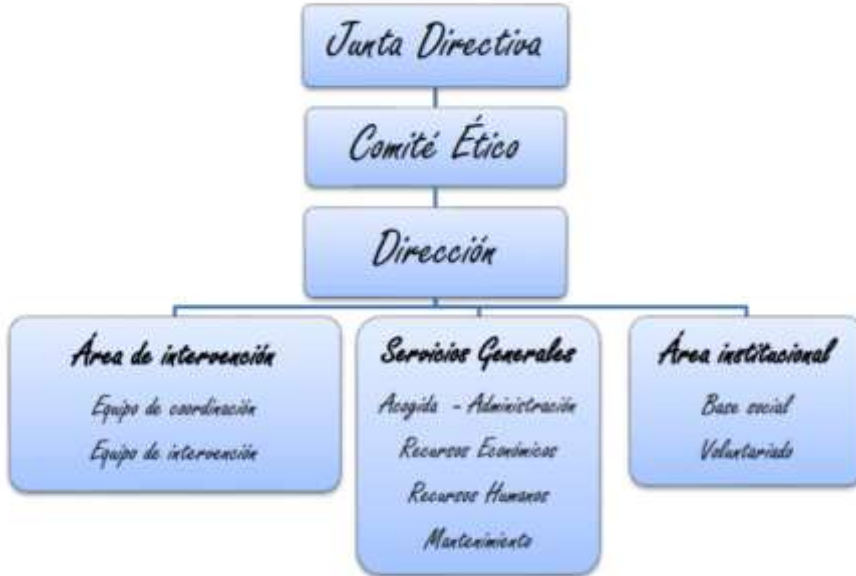 Junta Directiva
Comité Ético
Dirección
Área de intervención
Equipo de coordinación
Equipo de intervención
Servicios Generales
Acogida - Administración
Recursos Económicos
Recursos Humanos
Mantenimiento
Área institucional
Base social
Voluntariado